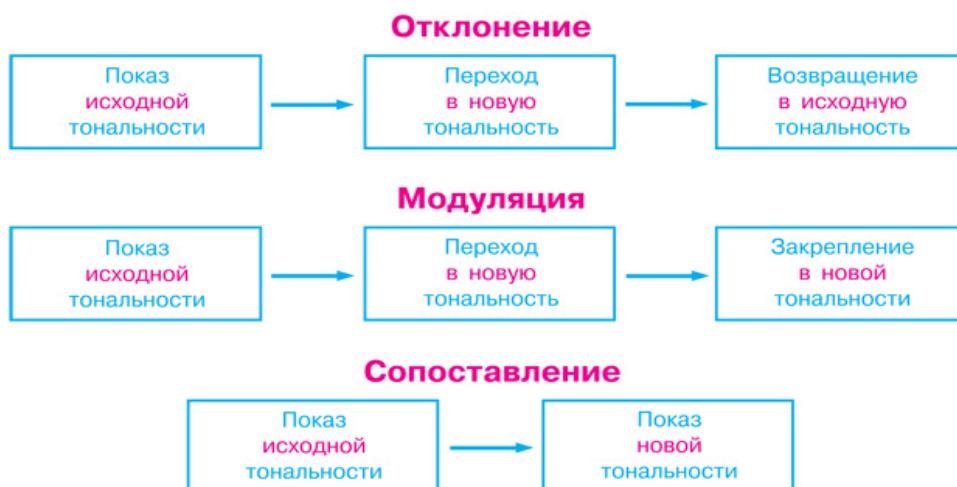 Отклонение
Показ
исходной
тональности
Переход
в новую
тональность
Возвращение
в исходную
тональность
Модуляция
Показ
исходной
тональности
Переход
в новую
тональность
Закрепление
в новой
тональности
Сопоставление
Показ
исходной
тональности
Показ
новой
тональности